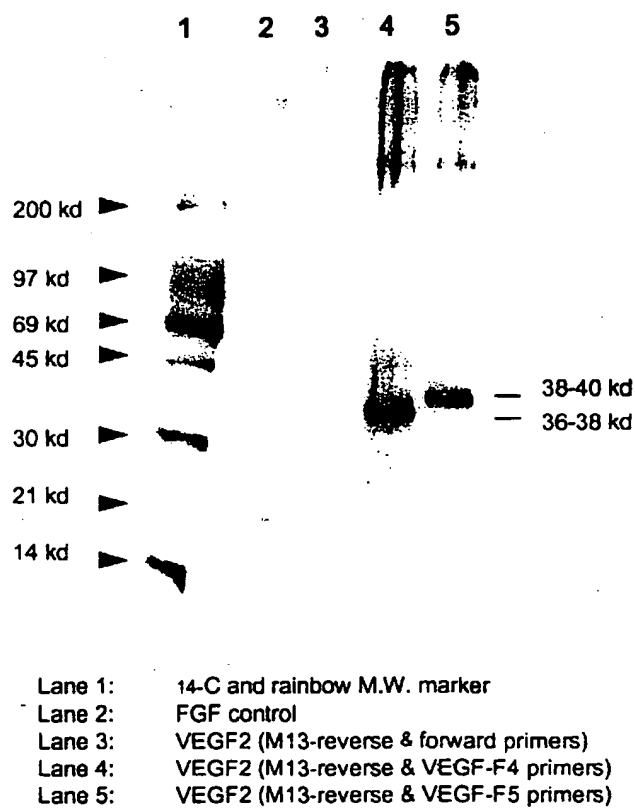 1 2 3 4 5
200 kd
97 kd
69 kd
45 kd
38-40 kd
36-38 kd
30 kd
21 kd
14 kd
Lane 1: 14-C and rainbow M.W. marker
Lane 2: FGF control
Lane 3: VEGF2 (M13-reverse & forward primers)
Lane 4: VEGF2 (M13-reverse & VEGF-F4 primers)
Lane 5: VEGF2 (M13-reverse & VEGF-F5 primers)